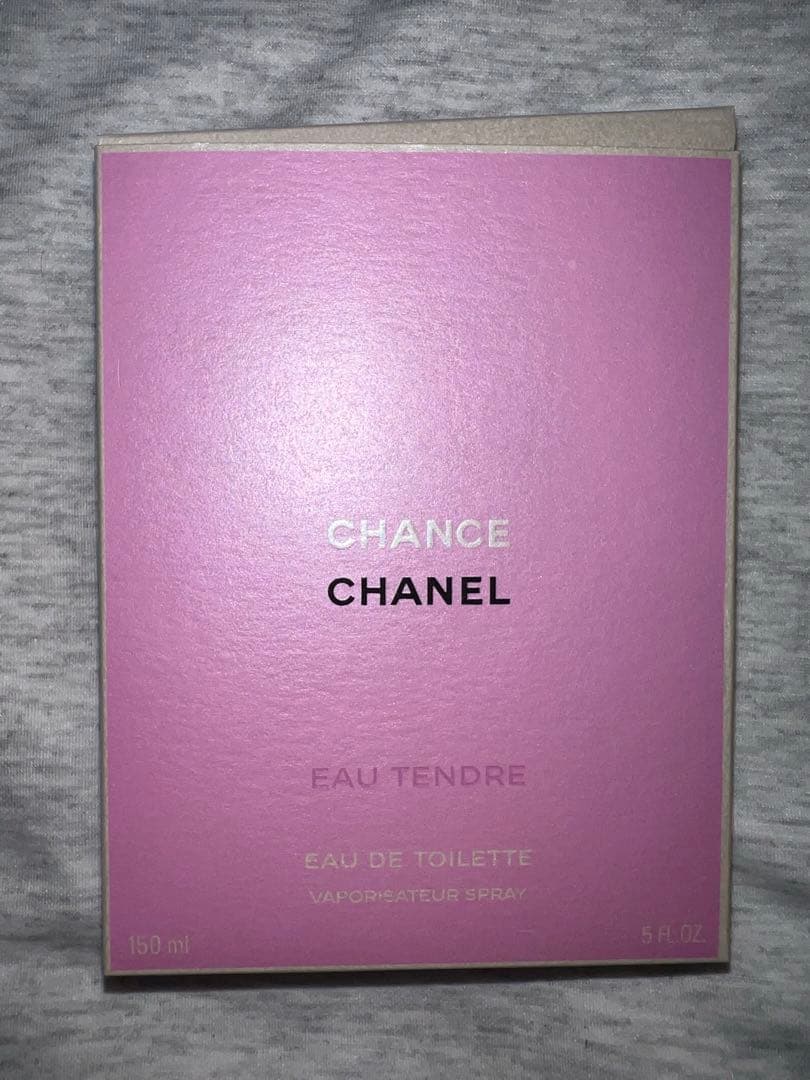 CHANCE
CHANEL
EAU TENDRE
EAU DE TOILETTE
VAPORISATEUR SPRAY
150 ml
5 FL.OZ.